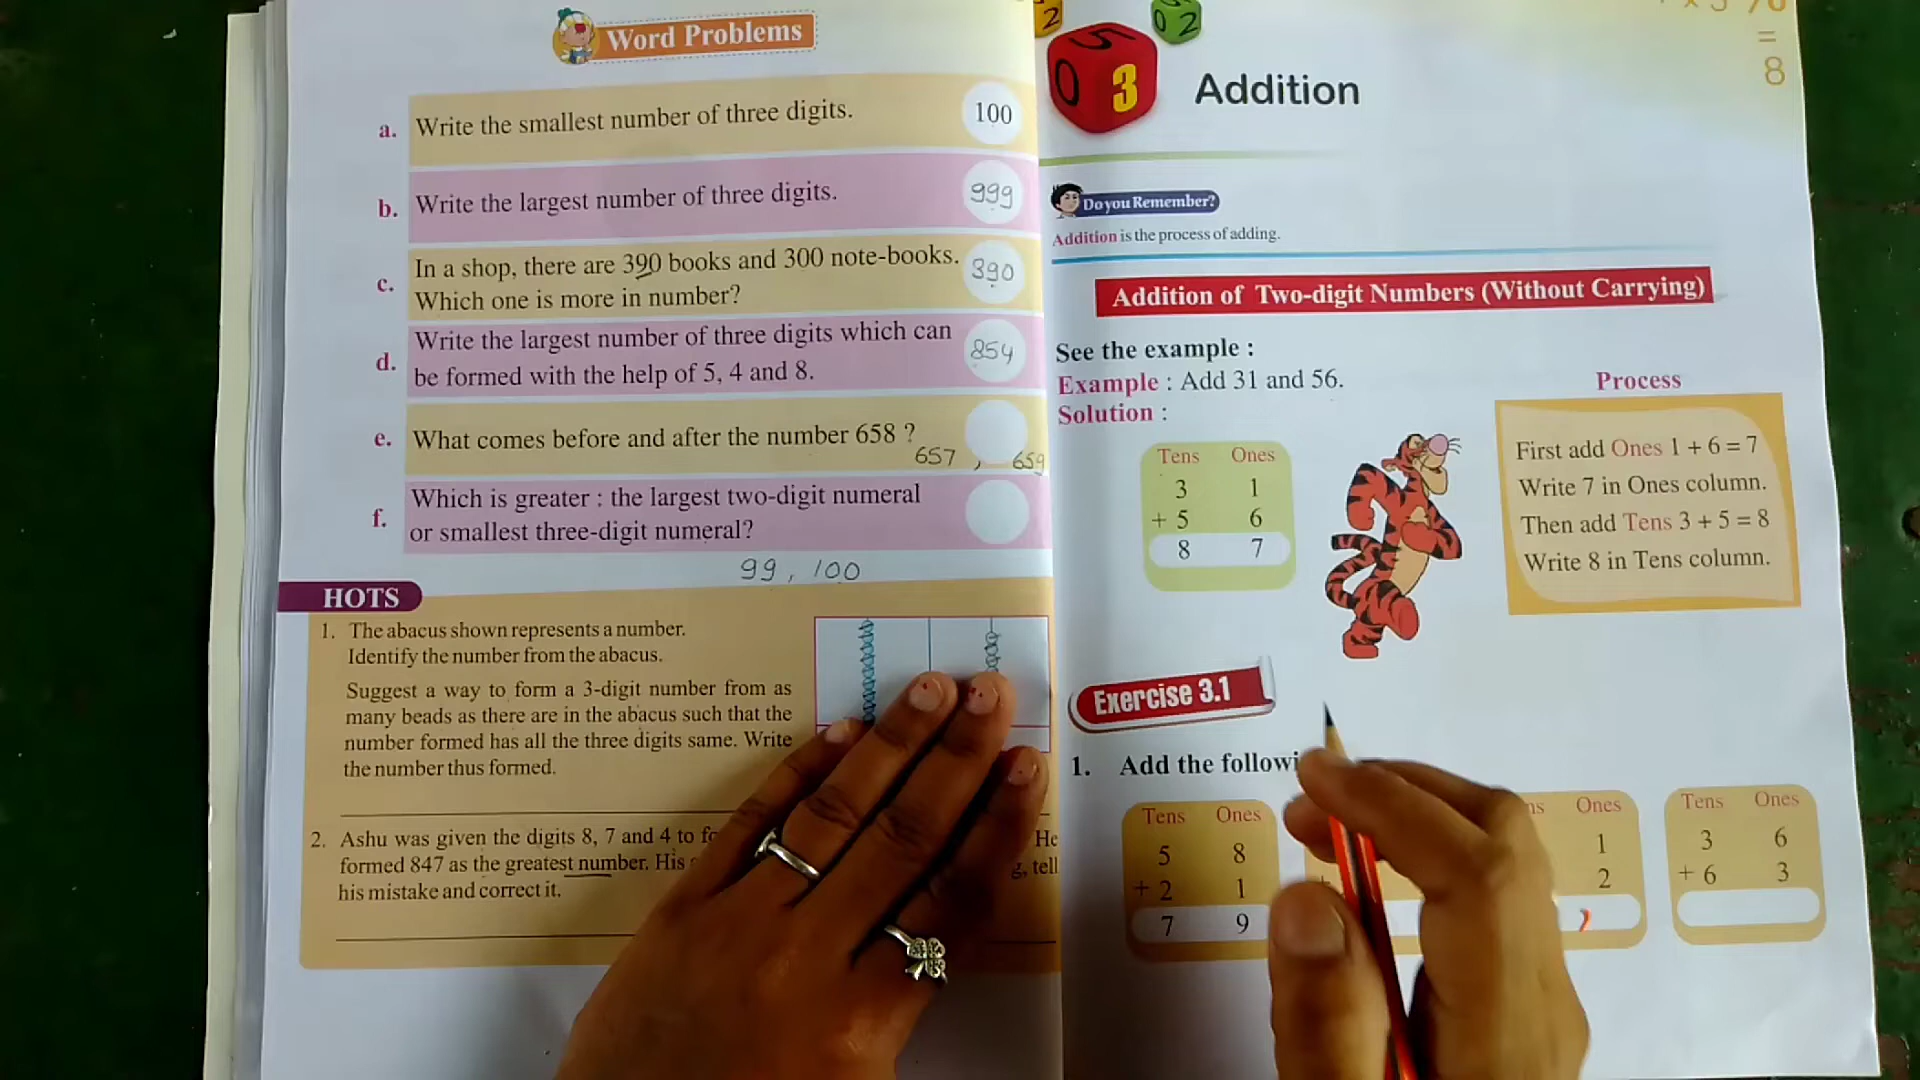 Word Problems
a. Write the smallest number of three digits. 100
b. Write the largest number of three digits. 999
c. In a shop, there are 390 books and 300 note-books.
Which one is more in number? 390
d. Write the largest number of three digits which can
be formed with the help of 5, 4 and 8. 854
e. What comes before and after the number 658 ?
657 , 659
f. Which is greater : the largest two-digit numeral
or smallest three-digit numeral?
99 , 100
HOTS
1. The abacus shown represents a number.
Identify the number from the abacus.
Suggest a way to form a 3-digit number from as
many beads as there are in the abacus such that the
number formed has all the three digits same. Write
the number thus formed.
2. Ashu was given the digits 8, 7 and 4 to He
formed 847 as the greatest number. His tell
his mistake and correct it.
= 
8
0 2
0 3
Addition
Do you Remember?
Addition is the process of adding.
Addition of Two-digit Numbers (Without Carrying)
See the example :
Example : Add 31 and 56.
Solution :
Tens Ones
3 1
+ 5 6
8 7
Process
First add Ones 1 + 6 = 7
Write 7 in Ones column.
Then add Tens 3 + 5 = 8
Write 8 in Tens column.
Exercise 3.1
1. Add the
Tens Ones
5 8
+ 2 1
7 9
Ones
1
2
Tens Ones
3 6
+ 6 3